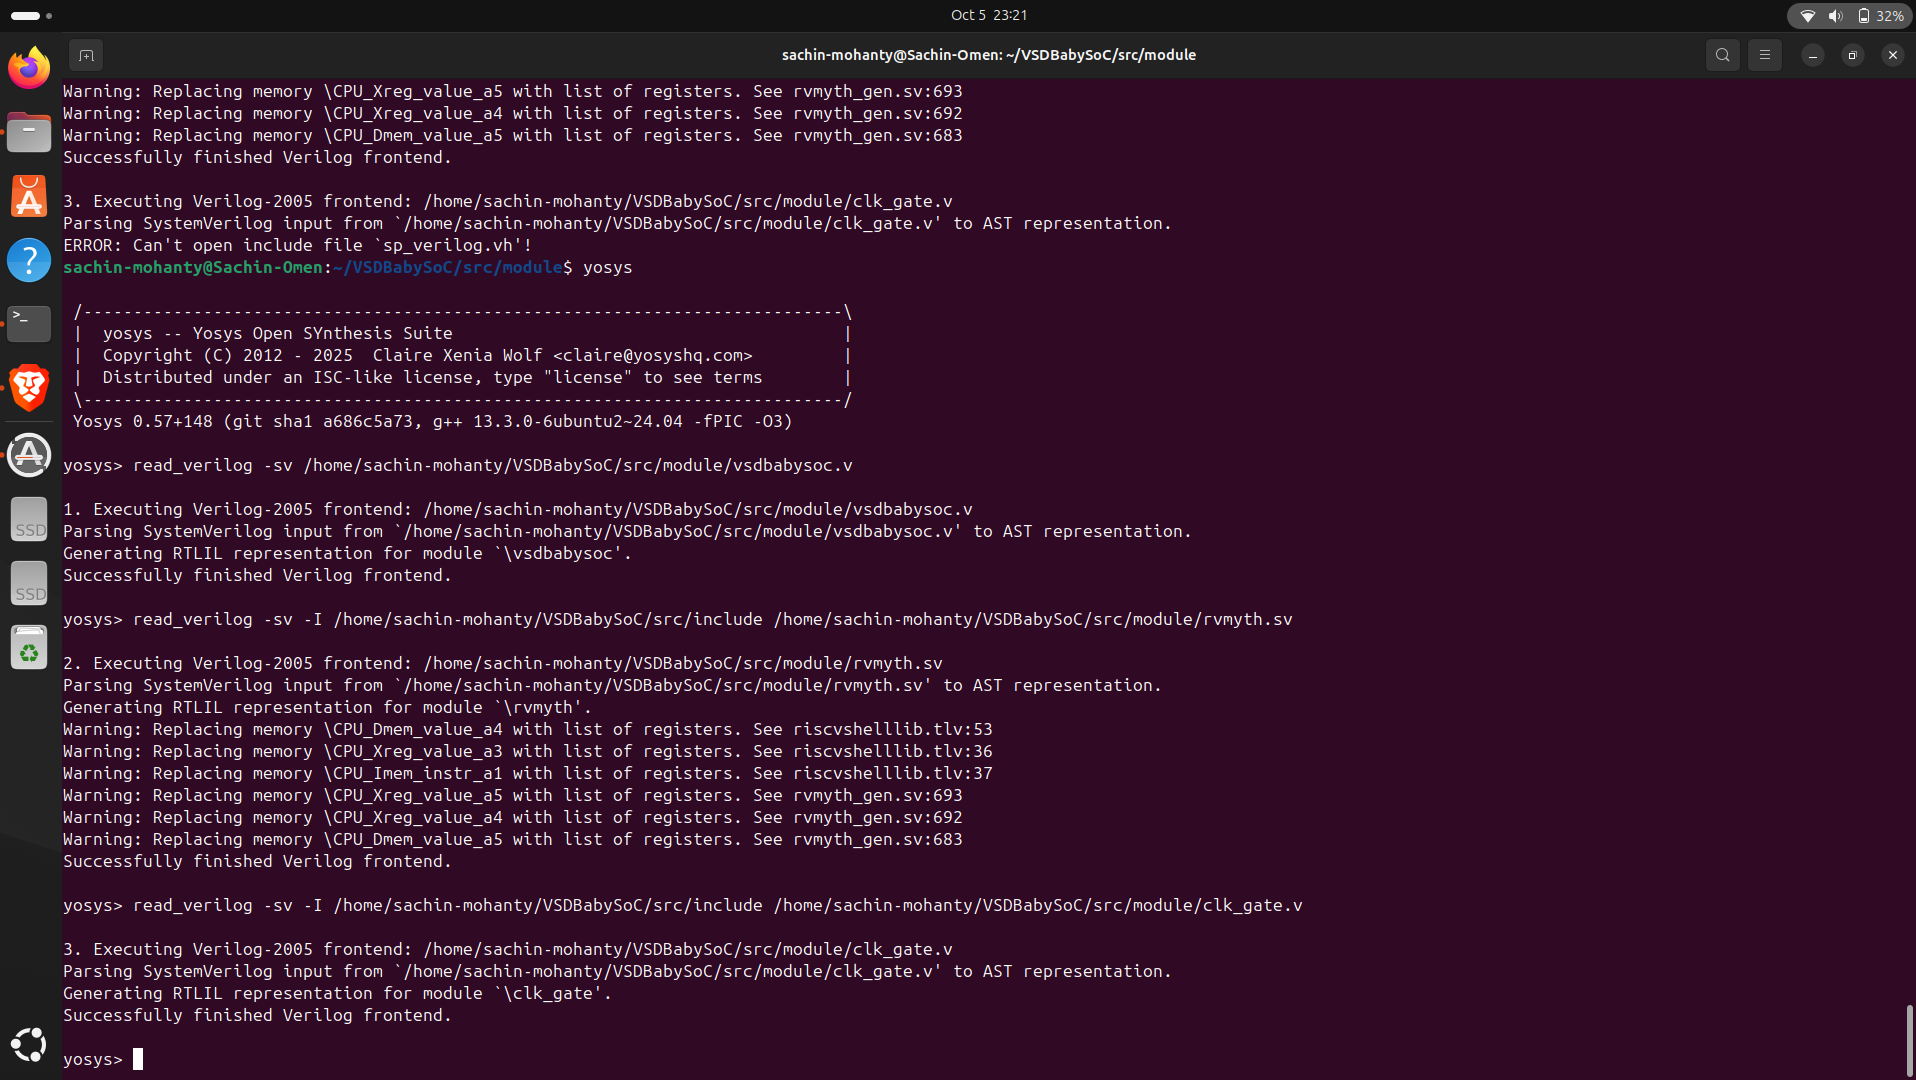 Oct 5 23:21
32%
sachin-mohanty@Sachin-Omen: ~/VSDBabySoC/src/module
Warning: Replacing memory \CPU_Xreg_value_a5 with list of registers. See rvmyth_gen.sv:693
Warning: Replacing memory \CPU_Xreg_value_a4 with list of registers. See rvmyth_gen.sv:692
Warning: Replacing memory \CPU_Dmem_value_a5 with list of registers. See rvmyth_gen.sv:683
Successfully finished Verilog frontend.
3. Executing Verilog-2005 frontend: /home/sachin-mohanty/VSDBabySoC/src/module/clk_gate.v
Parsing SystemVerilog input from `/home/sachin-mohanty/VSDBabySoC/src/module/clk_gate.v' to AST representation.
ERROR: Can't open include file `sp_verilog.vh'!
sachin-mohanty@Sachin-Omen:~/VSDBabySoC/src/module$ yosys
/----------------------------------------------------------------------------\
| yosys -- Yosys Open SYnthesis Suite |
| Copyright (C) 2012 - 2025 Claire Xenia Wolf <claire@yosyshq.com> |
| Distributed under an ISC-like license, type "license" to see terms |
\----------------------------------------------------------------------------/
Yosys 0.57+148 (git sha1 a686c5a73, g++ 13.3.0-6ubuntu2~24.04 -fPIC -O3)
yosys> read_verilog -sv /home/sachin-mohanty/VSDBabySoC/src/module/vsdbabysoc.v
1. Executing Verilog-2005 frontend: /home/sachin-mohanty/VSDBabySoC/src/module/vsdbabysoc.v
Parsing SystemVerilog input from `/home/sachin-mohanty/VSDBabySoC/src/module/vsdbabysoc.v' to AST representation.
Generating RTLIL representation for module `\vsdbabysoc'.
Successfully finished Verilog frontend.
yosys> read_verilog -sv -I /home/sachin-mohanty/VSDBabySoC/src/include /home/sachin-mohanty/VSDBabySoC/src/module/rvmyth.sv
2. Executing Verilog-2005 frontend: /home/sachin-mohanty/VSDBabySoC/src/module/rvmyth.sv
Parsing SystemVerilog input from `/home/sachin-mohanty/VSDBabySoC/src/module/rvmyth.sv' to AST representation.
Generating RTLIL representation for module `\rvmyth'.
Warning: Replacing memory \CPU_Dmem_value_a4 with list of registers. See riscvshelllib.tlv:53
Warning: Replacing memory \CPU_Xreg_value_a3 with list of registers. See riscvshelllib.tlv:36
Warning: Replacing memory \CPU_Imem_instr_a1 with list of registers. See riscvshelllib.tlv:37
Warning: Replacing memory \CPU_Xreg_value_a5 with list of registers. See rvmyth_gen.sv:693
Warning: Replacing memory \CPU_Xreg_value_a4 with list of registers. See rvmyth_gen.sv:692
Warning: Replacing memory \CPU_Dmem_value_a5 with list of registers. See rvmyth_gen.sv:683
Successfully finished Verilog frontend.
yosys> read_verilog -sv -I /home/sachin-mohanty/VSDBabySoC/src/include /home/sachin-mohanty/VSDBabySoC/src/module/clk_gate.v
3. Executing Verilog-2005 frontend: /home/sachin-mohanty/VSDBabySoC/src/module/clk_gate.v
Parsing SystemVerilog input from `/home/sachin-mohanty/VSDBabySoC/src/module/clk_gate.v' to AST representation.
Generating RTLIL representation for module `\clk_gate'.
Successfully finished Verilog frontend.
yosys>
SSD
SSD